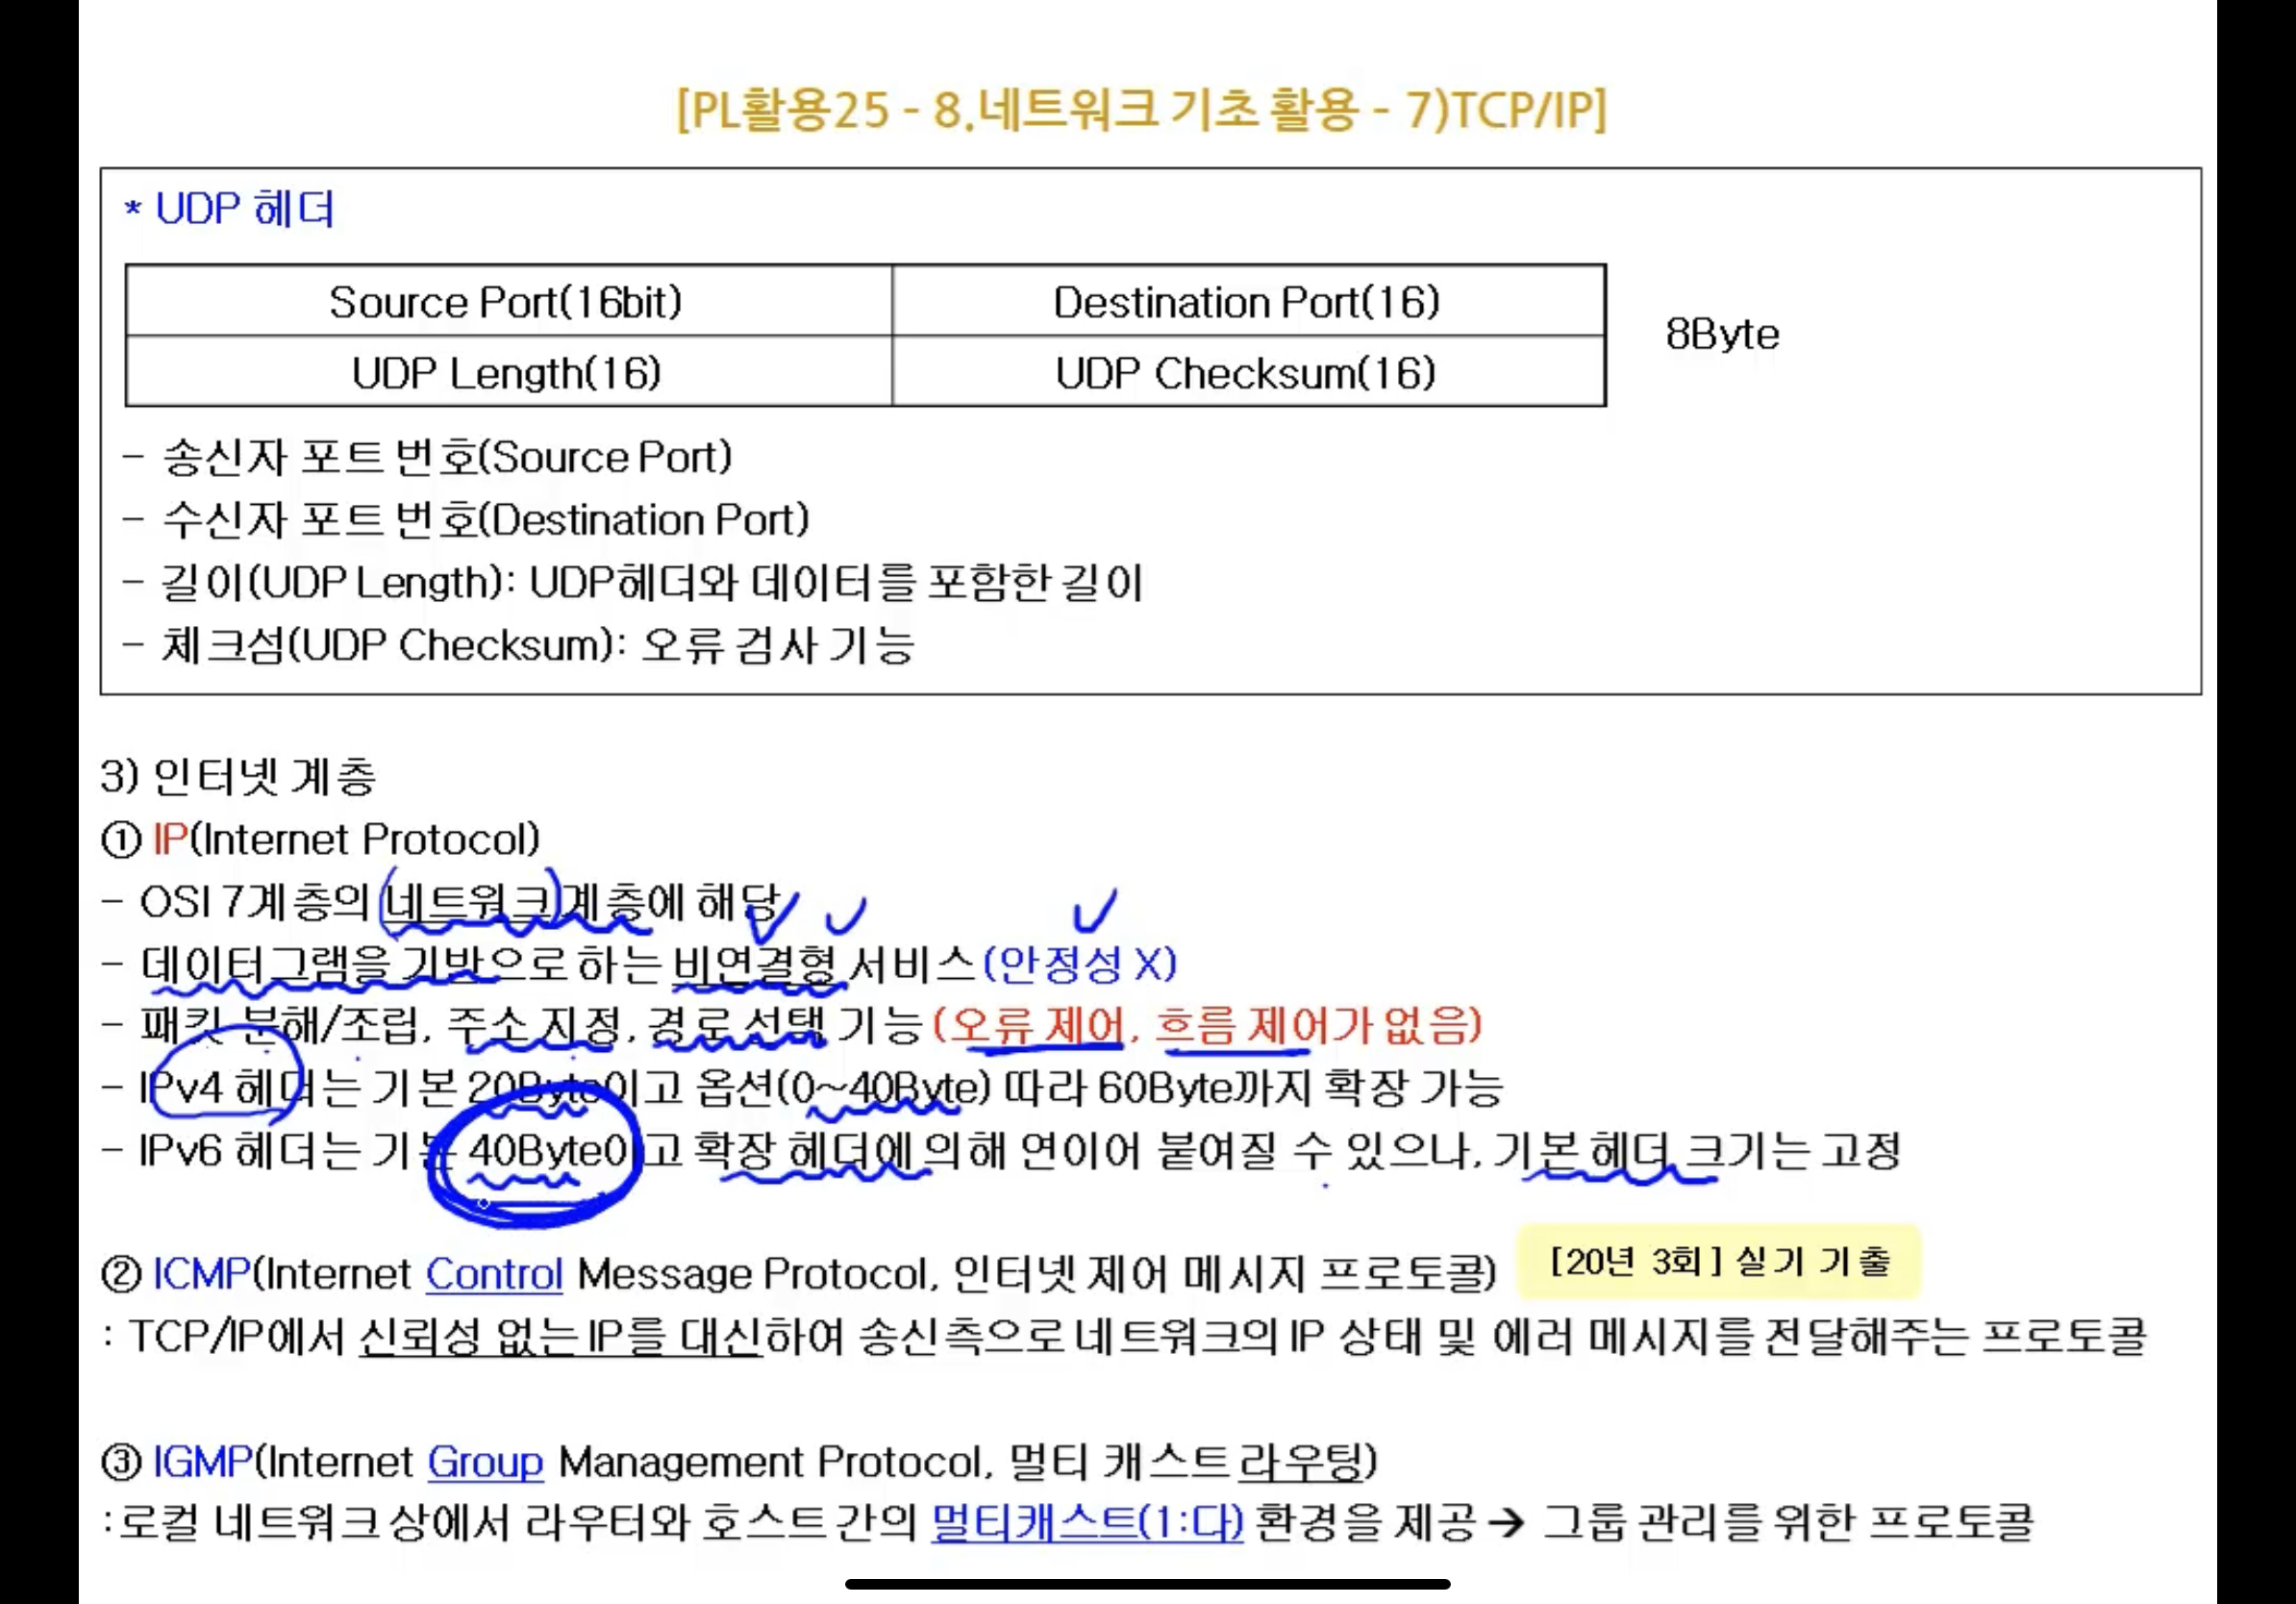 [PL활용25 - 8.네트워크 기초 활용 - 7)TCP/IP]
* UDP 헤더
Source Port(16bit) Destination Port(16)
8Byte
UDP Length(16) UDP Checksum(16)
- 송신자 포트 번호(Source Port)
- 수신자 포트 번호(Destination Port)
- 길이(UDP Length): UDP헤더와 데이터를 포함한 길이
- 체크섬(UDP Checksum): 오류 검사 기능
3) 인터넷 계층
① IP(Internet Protocol)
- OSI 7계층의 네트워크 계층에 해당
- 데이터그램을 기반으로 하는 비연결형 서비스(안정성 X)
- 패킷 분해/조립, 주소 지정, 경로 선택 기능(오류 제어, 흐름 제어가 없음)
- IPv4 헤더는 기본 20Byte이고 옵션(0~40Byte) 따라 60Byte까지 확장 가능
- IPv6 헤더는 기본 40Byte이고 확장 헤더에 의해 연이어 붙여질 수 있으나, 기본 헤더 크기는 고정
② ICMP(Internet Control Message Protocol, 인터넷 제어 메시지 프로토콜) [20년 3회] 실기 기출
: TCP/IP에서 신뢰성 없는 IP를 대신하여 송신측으로 네트워크의 IP 상태 및 에러 메시지를 전달해주는 프로토콜
③ IGMP(Internet Group Management Protocol, 멀티 캐스트 라우팅)
:로컬 네트워크 상에서 라우터와 호스트 간의 멀티캐스트(1:다) 환경을 제공 → 그룹 관리를 위한 프로토콜